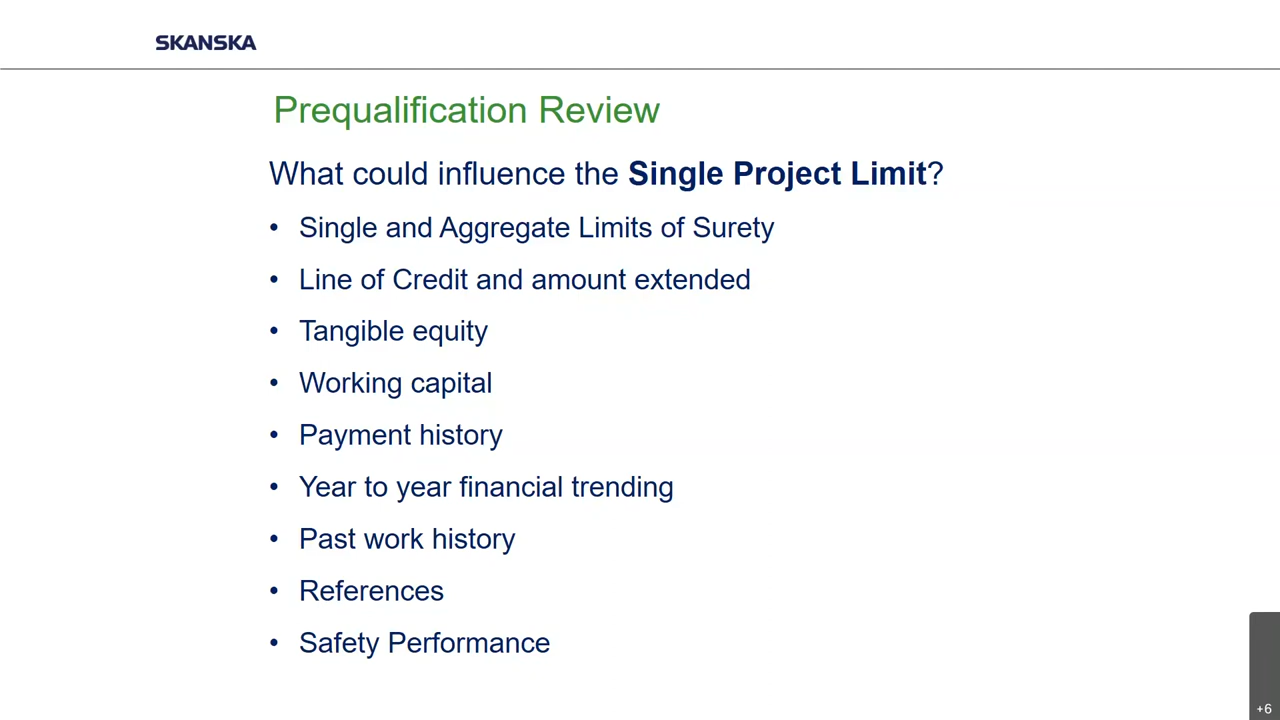 SKANSKA
Prequalification Review
What could influence the Single Project Limit?
• Single and Aggregate Limits of Surety
• Line of Credit and amount extended
• Tangible equity
• Working capital
• Payment history
• Year to year financial trending
• Past work history
• References
• Safety Performance
+6